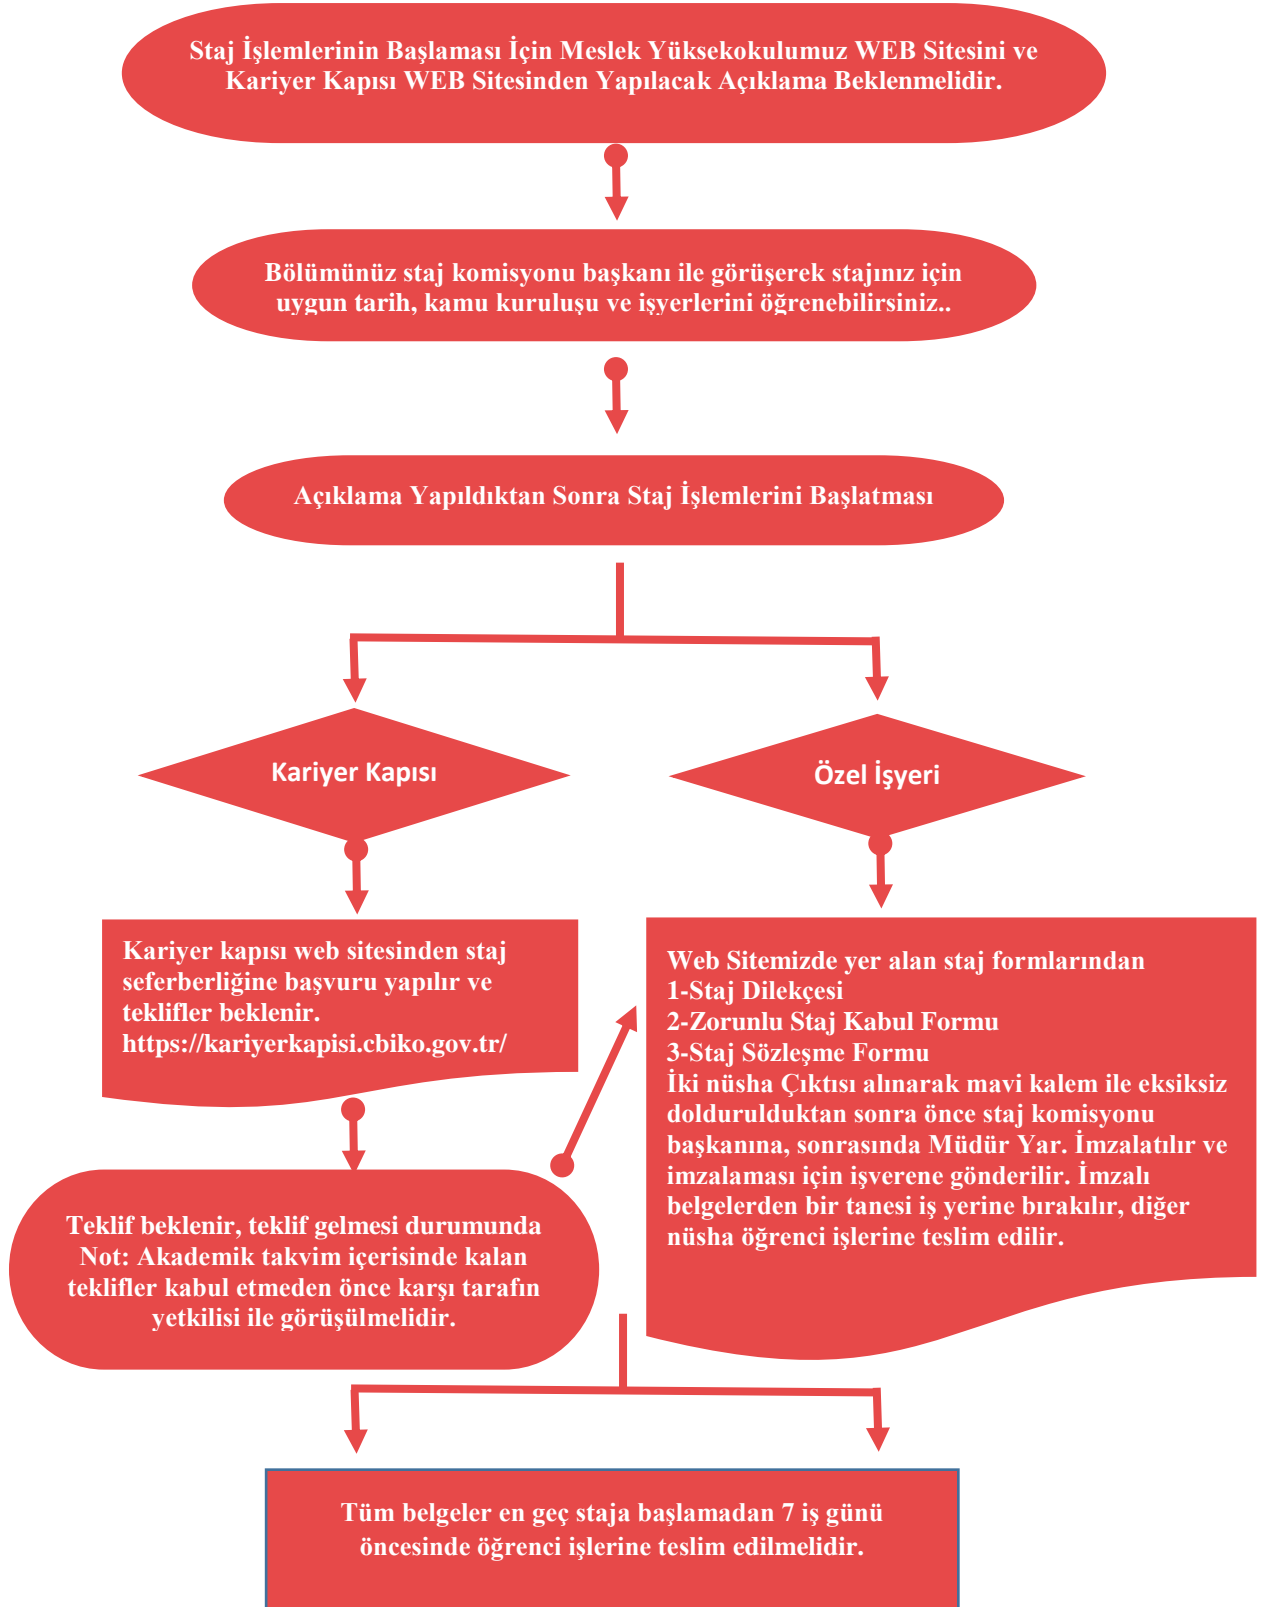 Staj İşlemlerinin Başlaması İçin Meslek Yüksekokulumuz WEB Sitesini ve
Kariyer Kapısı WEB Sitesinden Yapılacak Açıklama Beklenmelidir.
Bölümünüz staj komisyonu başkanı ile görüşerek stajınız için
uygun tarih, kamu kuruluşu ve işyerlerini öğrenebilirsiniz..
Açıklama Yapıldıktan Sonra Staj İşlemlerini Başlatması
Kariyer Kapısı
Özel İşyeri
Kariyer kapısı web sitesinden staj
seferberliğine başvuru yapılır ve
teklifler beklenir.
https://kariyerkapisi.cbiko.gov.tr/
Web Sitemizde yer alan staj formlarından
1-Staj Dilekçesi
2-Zorunlu Staj Kabul Formu
3-Staj Sözleşme Formu
İki nüsha Çıktısı alınarak mavi kalem ile eksiksiz
doldurulduktan sonra önce staj komisyonu
başkanına, sonrasında Müdür Yar. İmzalatılır ve
imzalaması için işverene gönderilir. İmzalı
belgelerden bir tanesi iş yerine bırakılır, diğer
nüsha öğrenci işlerine teslim edilir.
Teklif beklenir, teklif gelmesi durumunda
Not: Akademik takvim içerisinde kalan
teklifler kabul etmeden önce karşı tarafın
yetkilisi ile görüşülmelidir.
Tüm belgeler en geç staja başlamadan 7 iş günü
öncesinde öğrenci işlerine teslim edilmelidir.